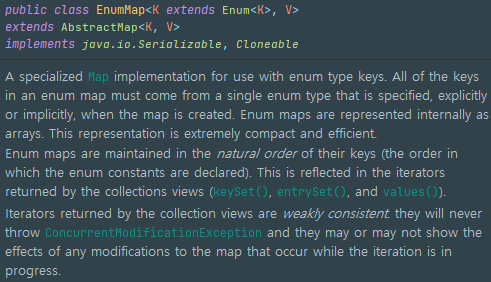 public class EnumMap<K extends Enum<K>, V>
extends AbstractMap<K, V>
implements java.io.Serializable, Cloneable
A specialized Map implementation for use with enum type keys. All of the keys
in an enum map must come from a single enum type that is specified, explicitly
or implicitly, when the map is created. Enum maps are represented internally as
arrays. This representation is extremely compact and efficient.
Enum maps are maintained in the natural order of their keys (the order in
which the enum constants are declared). This is reflected in the iterators
returned by the collections views (keySet(), entrySet(), and values()).
Iterators returned by the collection views are weakly consistent: they will never
throw ConcurrentModificationException and they may or may not show the
effects of any modifications to the map that occur while the iteration is in
progress.